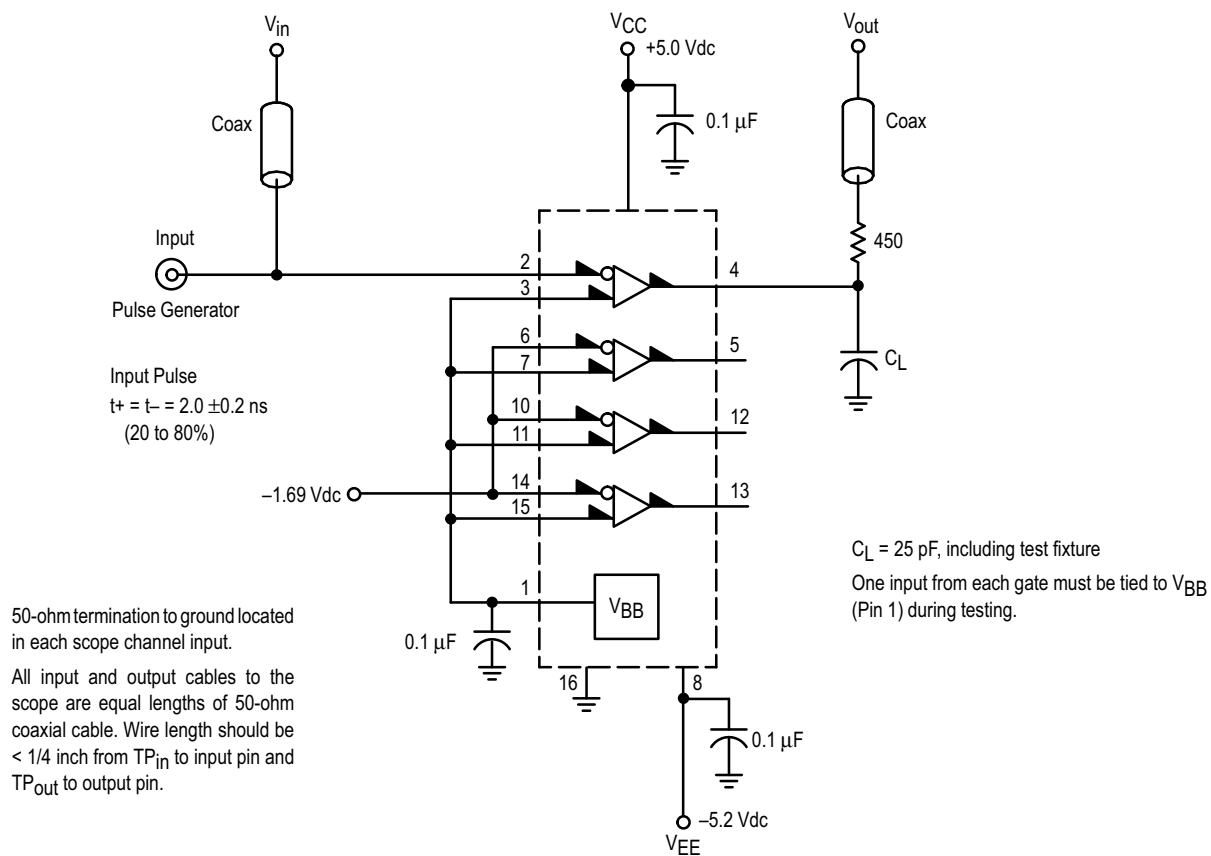 Vin
VCC
Vout
+5.0 Vdc
Coax
0.1 µF
Coax
Input
450
Pulse Generator
2
3
4
Input Pulse
t+ = t– = 2.0 ±0.2 ns
(20 to 80%)
6
7
5
CL
10
11
12
–1.69 Vdc
14
15
13
CL = 25 pF, including test fixture
One input from each gate must be tied to VBB
(Pin 1) during testing.
1
VBB
0.1 µF
50-ohm termination to ground located
in each scope channel input.
All input and output cables to the
scope are equal lengths of 50-ohm
coaxial cable. Wire length should be
< 1/4 inch from TPin to input pin and
TPout to output pin.
16
8
0.1 µF
–5.2 Vdc
VEE